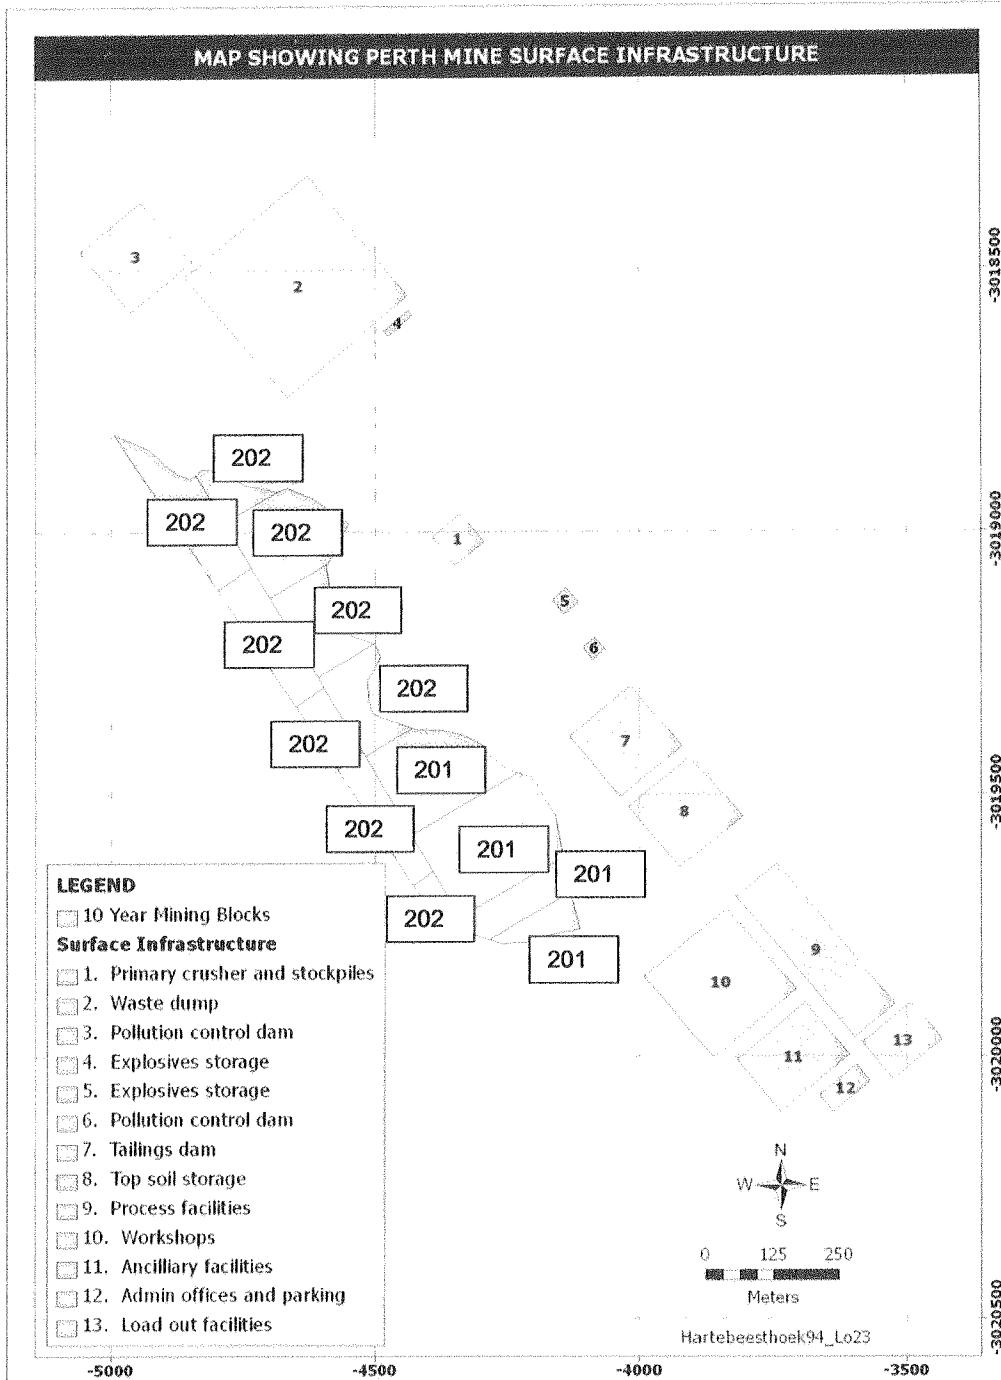 MAP SHOWING PERTH MINE SURFACE INFRASTRUCTURE
3
2
4
-3018500
202
202
202
-3019000
1
5
202
202
6
202
202
7
201
-3019500
8
202
201
201
202
201
9
10
13
11
-3020000
12
LEGEND
10 Year Mining Blocks
Surface Infrastructure
1. Primary crusher and stockpiles
2. Waste dump
3. Pollution control dam
4. Explosives storage
5. Explosives storage
6. Pollution control dam
7. Tailings dam
8. Top soil storage
9. Process facilities
10. Workshops
11. Ancilliary facilities
12. Admin offices and parking
13. Load out facilities
N
W E
S
0 125 250
Meters
Hartebeesthoek94_Lo23
-3020500
-5000 -4500 -4000 -3500